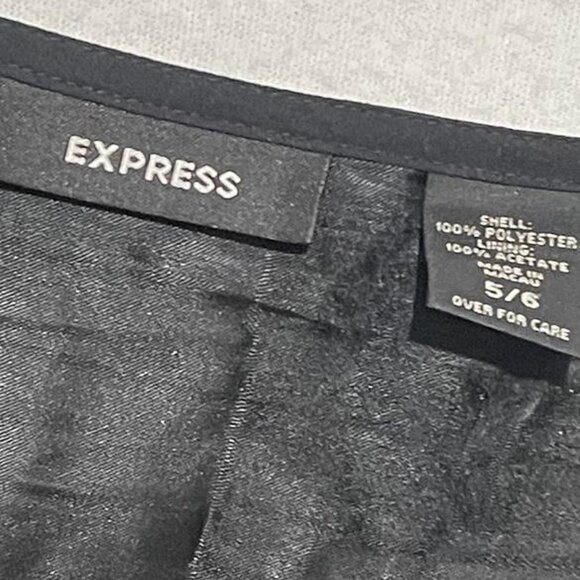 EXPRESS
SHELL:
100% POLYESTER
LINING:
100% ACETATE
MADE IN
MACAU
5/6
OVER FOR CARE